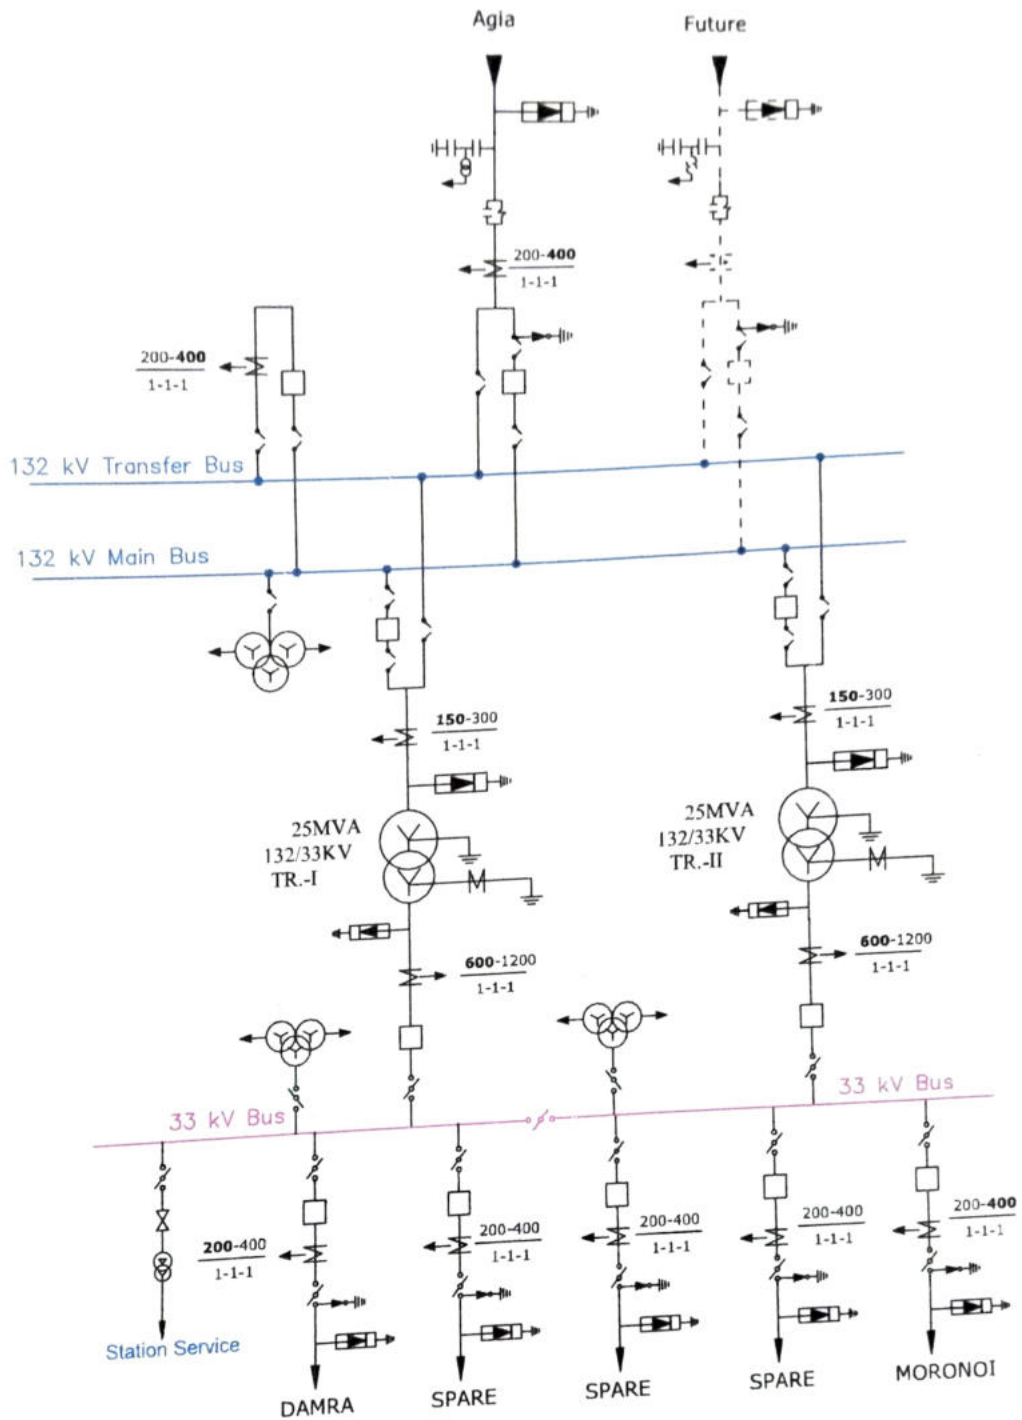 Agia
Future
200-400
1-1-1
200-400
1-1-1
132 kV Transfer Bus
132 kV Main Bus
150-300
1-1-1
150-300
1-1-1
25MVA
132/33KV
TR.-I
25MVA
132/33KV
TR.-II
600-1200
1-1-1
600-1200
1-1-1
33 kV Bus
33 kV Bus
200-400
1-1-1
200-400
1-1-1
200-400
1-1-1
200-400
1-1-1
200-400
1-1-1
Station Service
DAMRA
SPARE
SPARE
SPARE
MORONOI